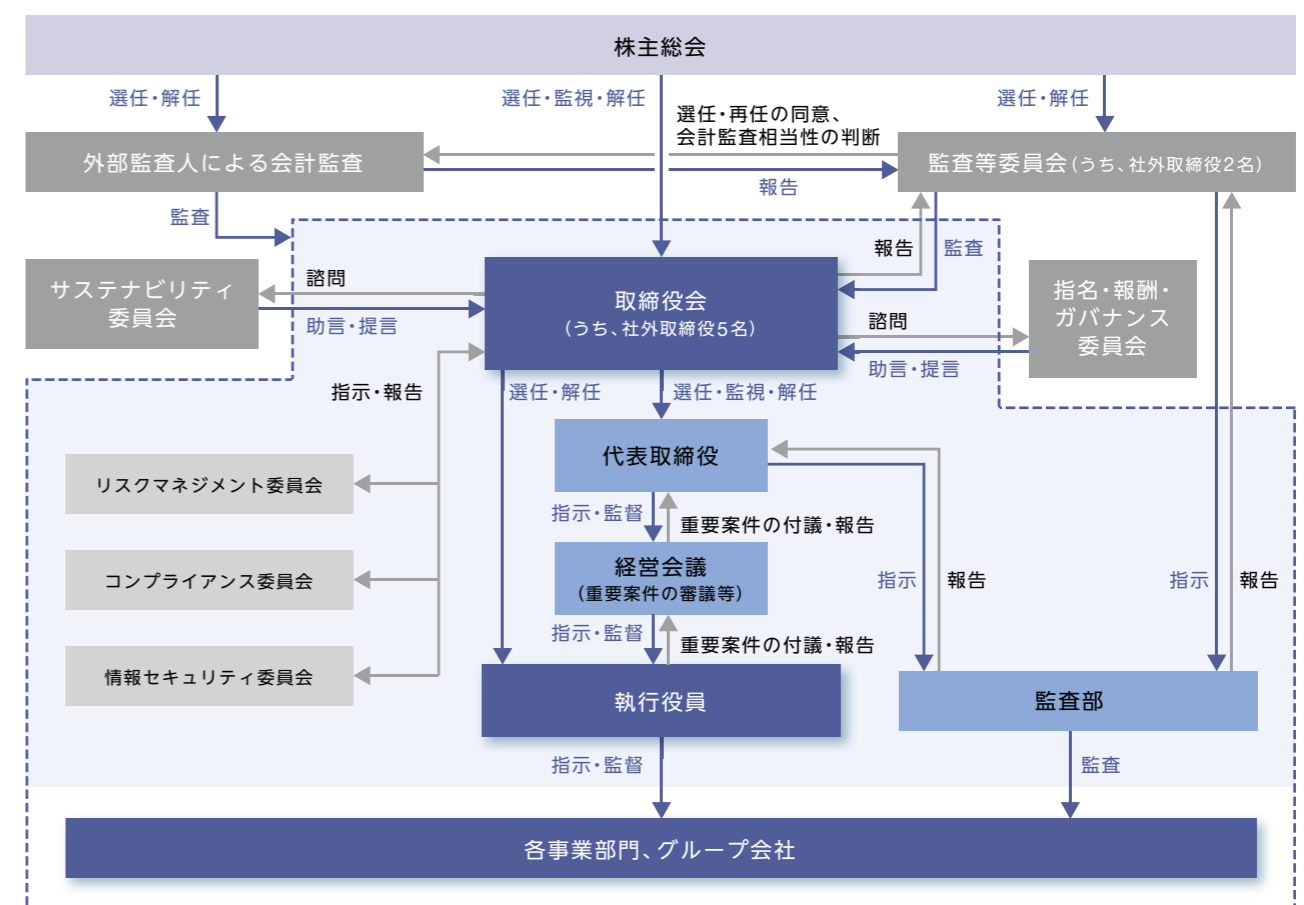 株主総会
選任・解任
選任・監視・解任
選任・解任
選任・再任の同意、
会計監査相当性の判断
外部監査人による会計監査
監査等委員会(うち、社外取締役2名)
報告
監査
報告
監査
サステナビリティ
委員会
諮問
助言・提言
取締役会
(うち、社外取締役5名)
諮問
助言・提言
指名・報酬・
ガバナンス
委員会
指示・報告
選任・解任
選任・監視・解任
代表取締役
リスクマネジメント委員会
指示・監督
重要案件の付議・報告
経営会議
(重要案件の審議等)
コンプライアンス委員会
指示
報告
指示
報告
指示・監督
重要案件の付議・報告
情報セキュリティ委員会
執行役員
監査部
指示・監督
監査
各事業部門、グループ会社